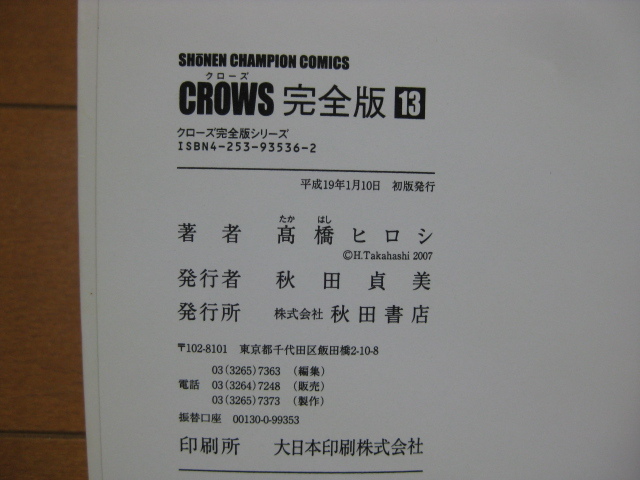 SHōNEN CHAMPION COMICS
クローズ
CROWS 完全版 13
クローズ完全版シリーズ
ISBN4-253-93536-2
平成19年1月10日 初版発行
たか はし
著者 髙橋ヒロシ
©H.Takahashi 2007
発行者 秋田貞美
発行所 株式会社 秋田書店
〒102-8101 東京都千代田区飯田橋2-10-8
03(3265)7363 (編集)
電話 03(3264)7248 (販売)
03(3265)7373 (製作)
振替口座 00130-0-99353
印刷所 大日本印刷株式会社